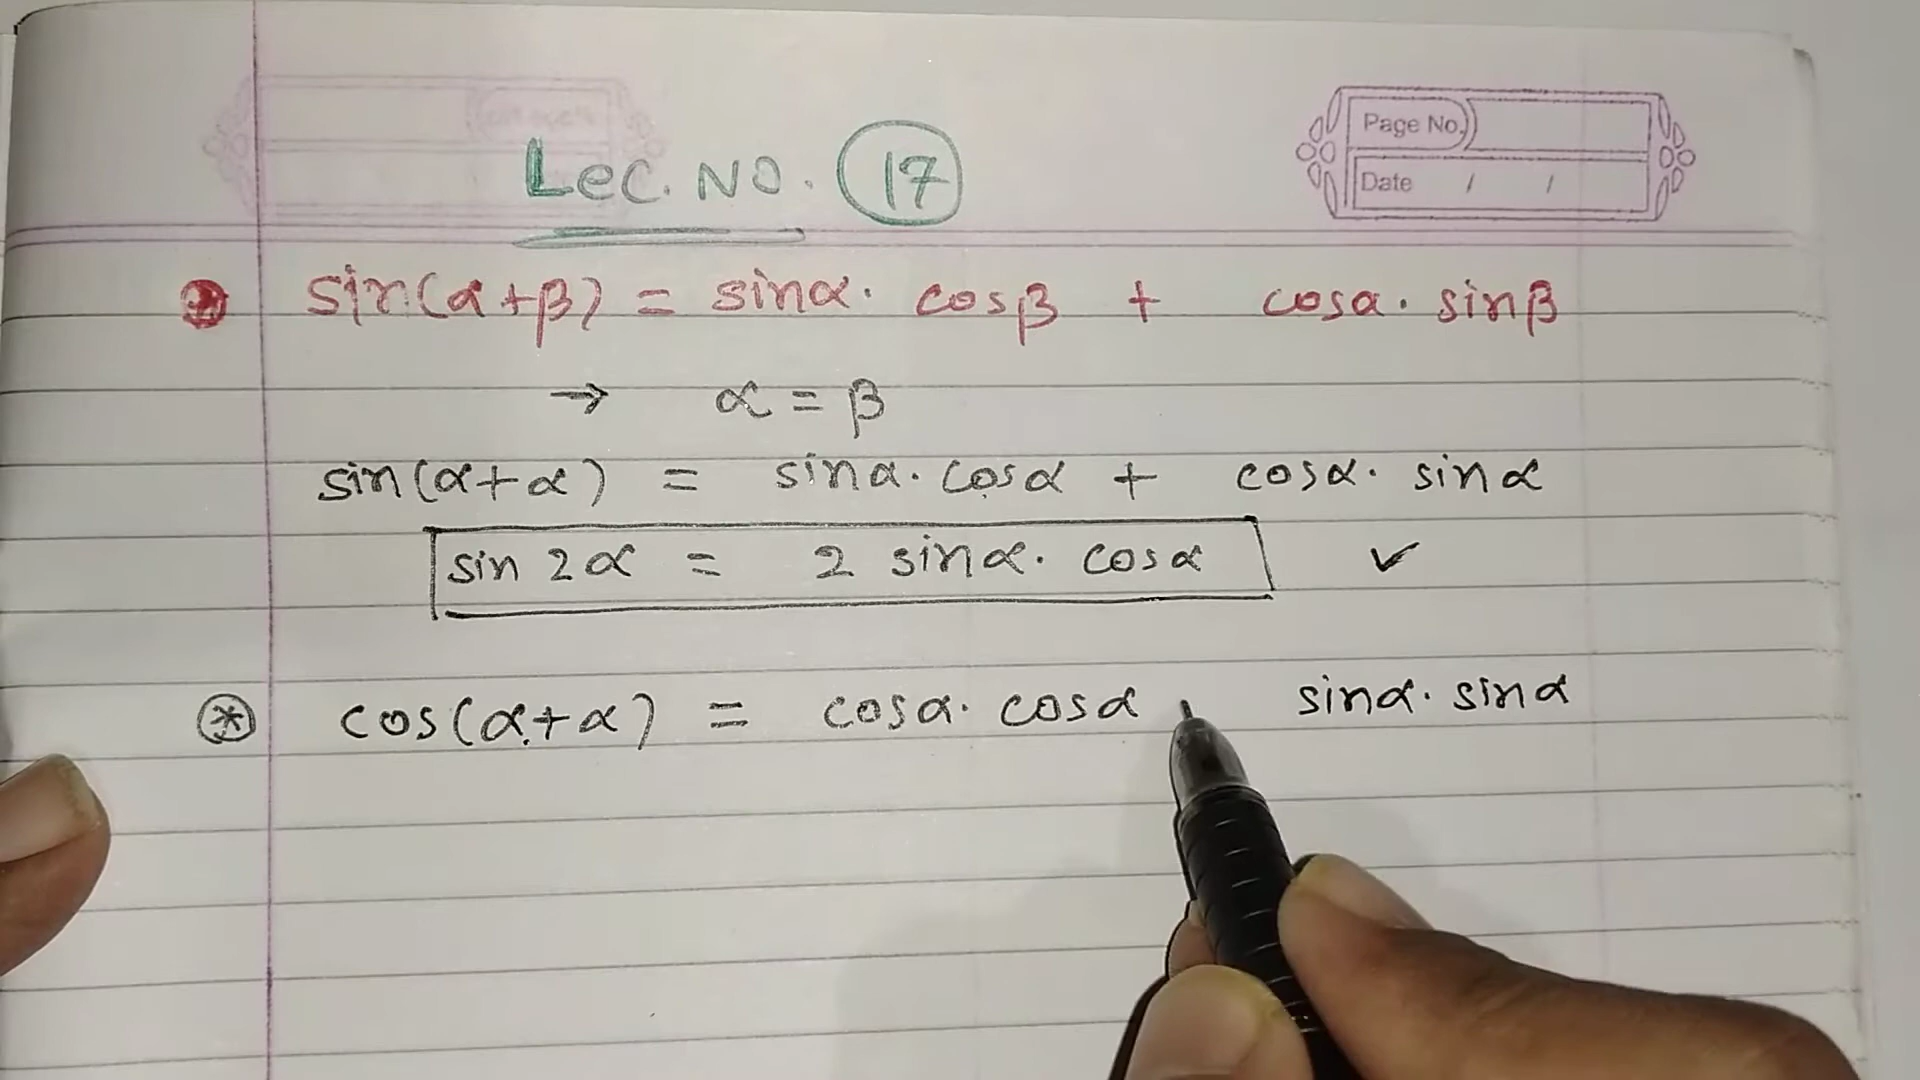 Page No.
Date / /
Lec. No. 17
sin(α+β) = sinα. cosβ + cosα. sinβ
→ α = β
sin(α+α) = sinα. cosα + cosα. sinα
sin 2α = 2 sinα. cosα ✓
* cos(α+α) = cosα. cosα sinα. sinα